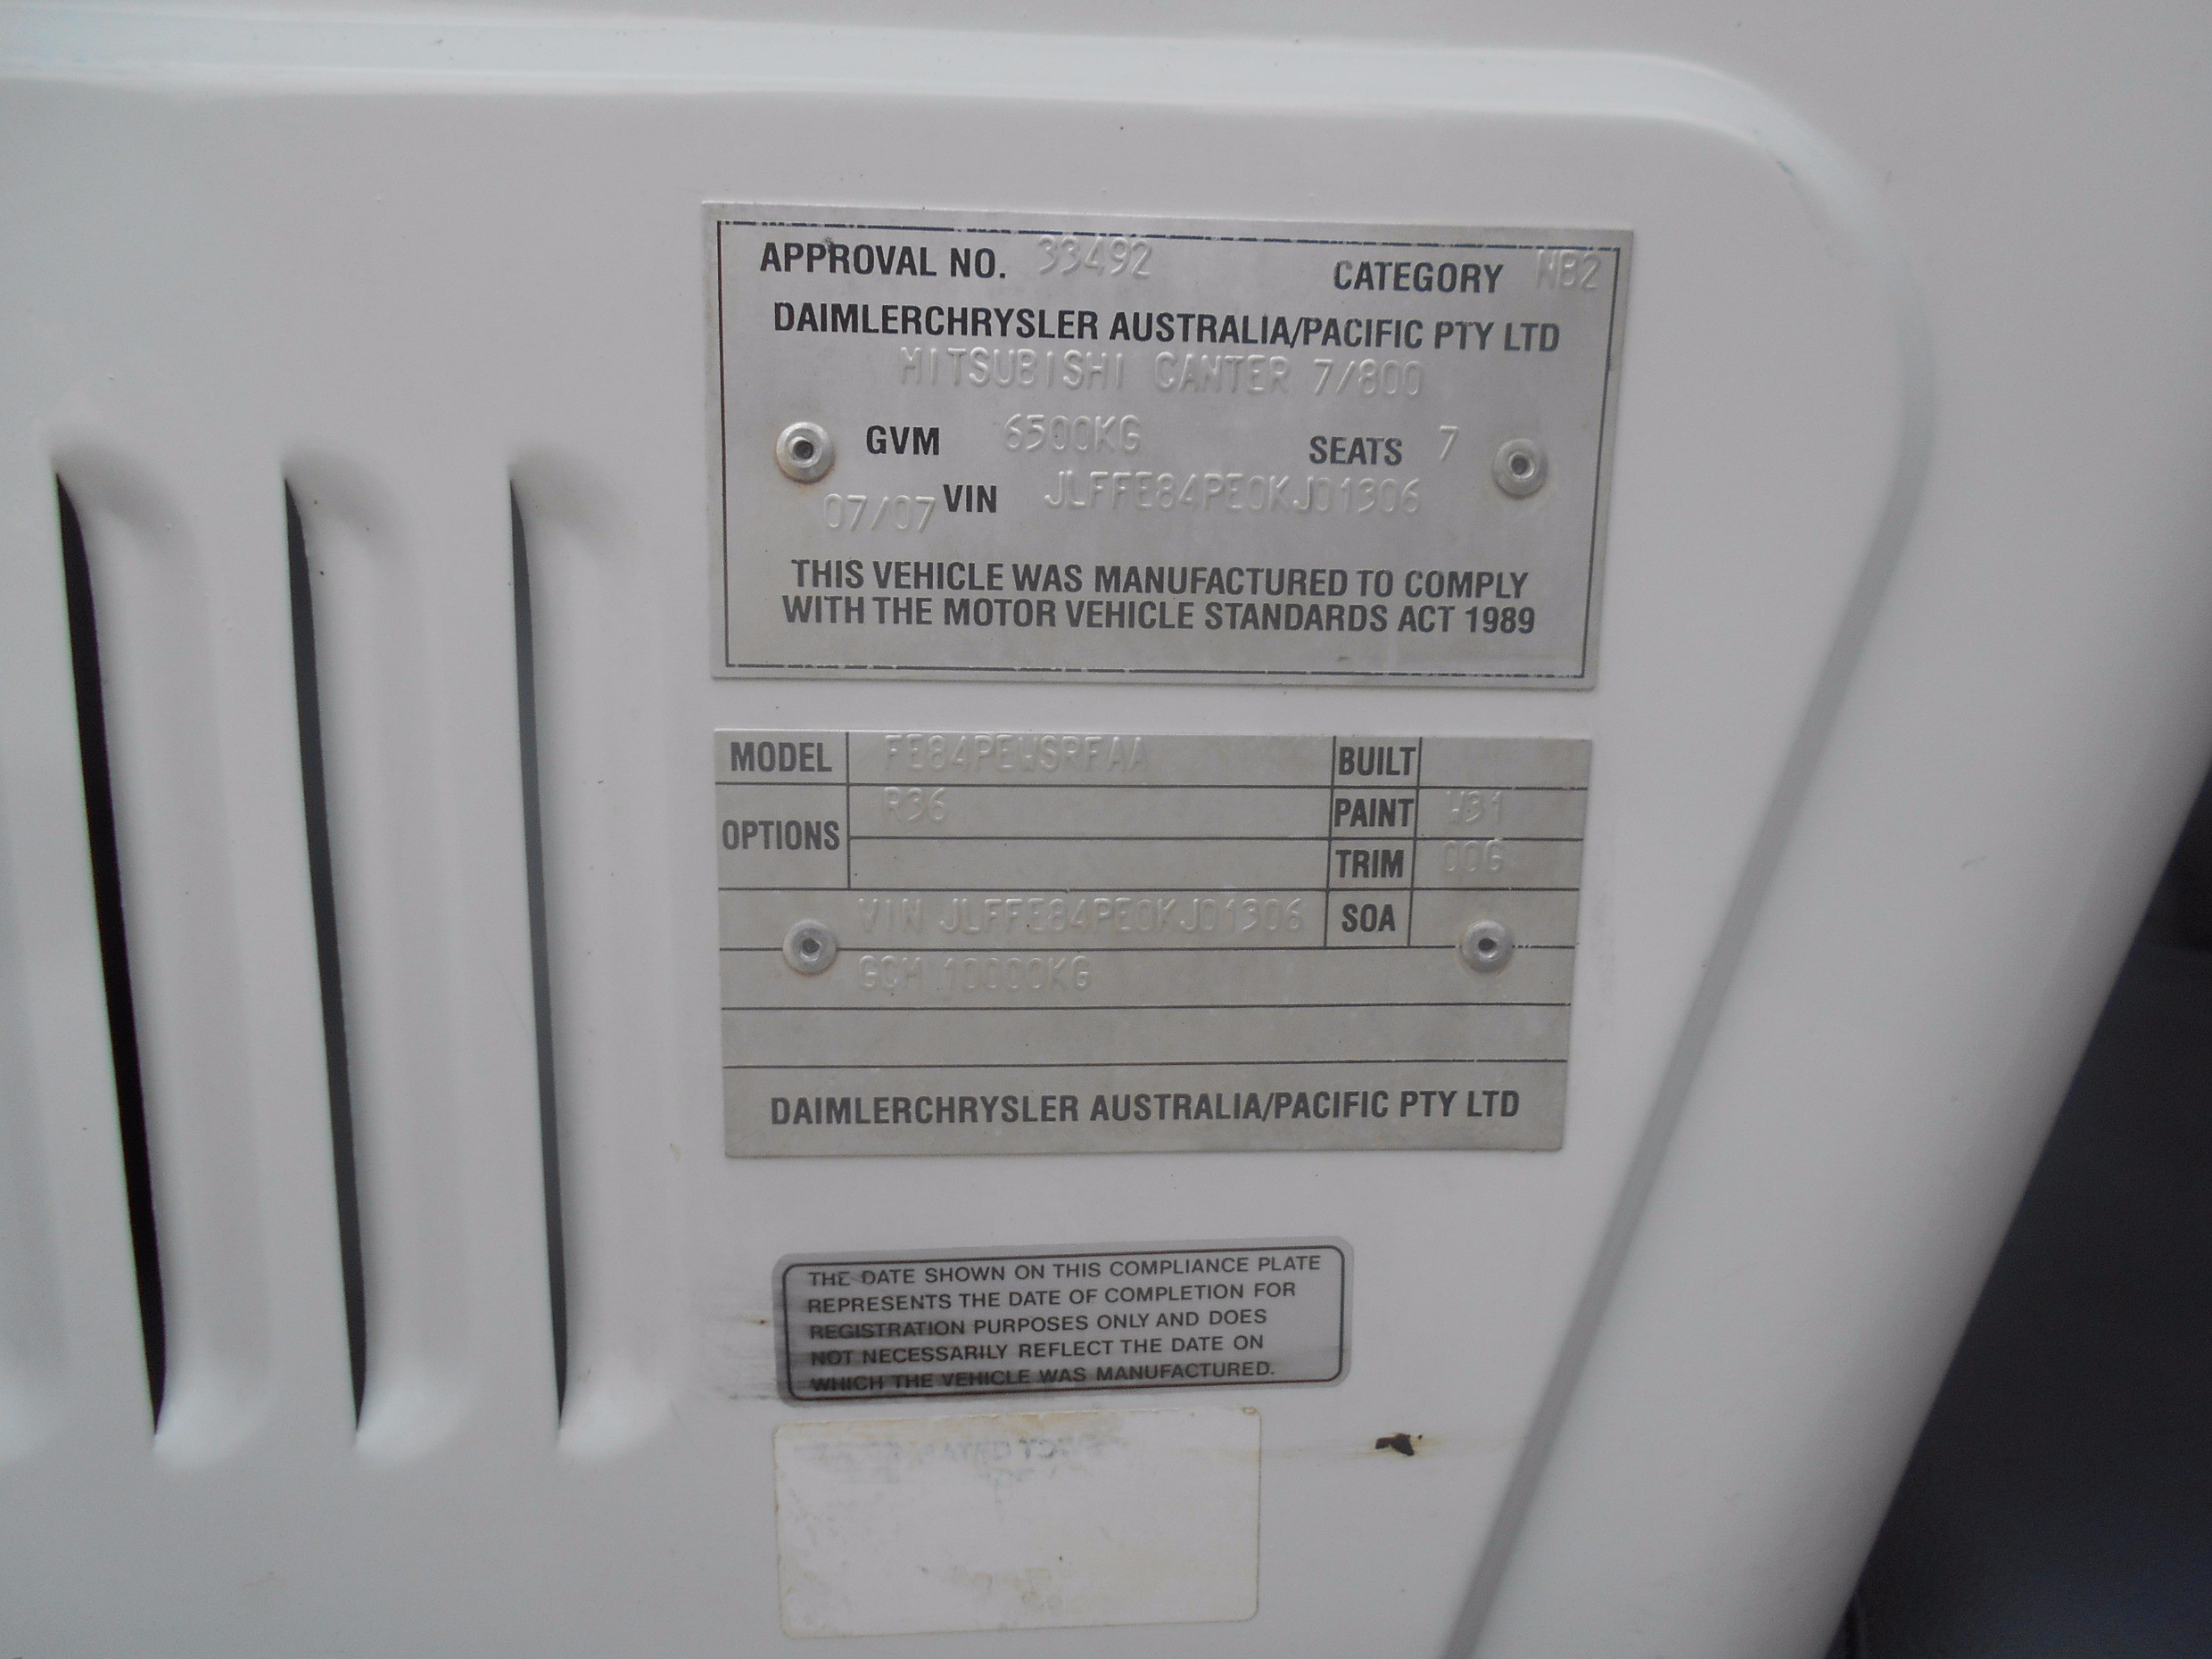 APPROVAL NO. 33492 CATEGORY NB2
DAIMLERCHRYSLER AUSTRALIA/PACIFIC PTY LTD
MITSUBISHI CANTER 7/800
GVM 6500KG SEATS 7
07/07 VIN JLFFE84PE0KJ01306
THIS VEHICLE WAS MANUFACTURED TO COMPLY
WITH THE MOTOR VEHICLE STANDARDS ACT 1989
MODEL FE84PEWSRFAA BUILT
OPTIONS R36 PAINT W31
TRIM 006
VIN JLFFE84PE0KJ01306 SOA
GCM 10000KG
DAIMLERCHRYSLER AUSTRALIA/PACIFIC PTY LTD
THE DATE SHOWN ON THIS COMPLIANCE PLATE
REPRESENTS THE DATE OF COMPLETION FOR
REGISTRATION PURPOSES ONLY AND DOES
NOT NECESSARILY REFLECT THE DATE ON
WHICH THE VEHICLE WAS MANUFACTURED.